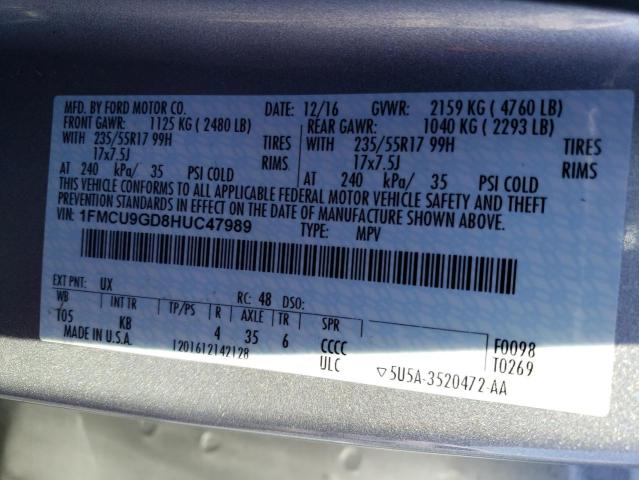 MFD. BY FORD MOTOR CO. DATE: 12/16 GVWR: 2159 KG ( 4760 LB)
FRONT GAWR: 1125 KG ( 2480 LB) REAR GAWR: 1040 KG ( 2293 LB)
WITH 235/55R17 99H TIRES WITH 235/55R17 99H TIRES
17x7.5J RIMS 17x7.5J RIMS
AT 240 kPa/ 35 PSI COLD AT 240 kPa/ 35 PSI COLD
THIS VEHICLE CONFORMS TO ALL APPLICABLE FEDERAL MOTOR VEHICLE SAFETY AND THEFT
PREVENTION STANDARDS IN EFFECT ON THE DATE OF MANUFACTURE SHOWN ABOVE.
VIN: 1FMCU9GD8HUC47989 TYPE: MPV
EXT PNT: UX RC: 48 DSO:
WB INT TR TP/PS R AXLE TR SPR
T05 KB 4 35 6 CCCC F0098
MADE IN U.S.A. 1201612142128 ULC T0269
5U5A-3520472-AA